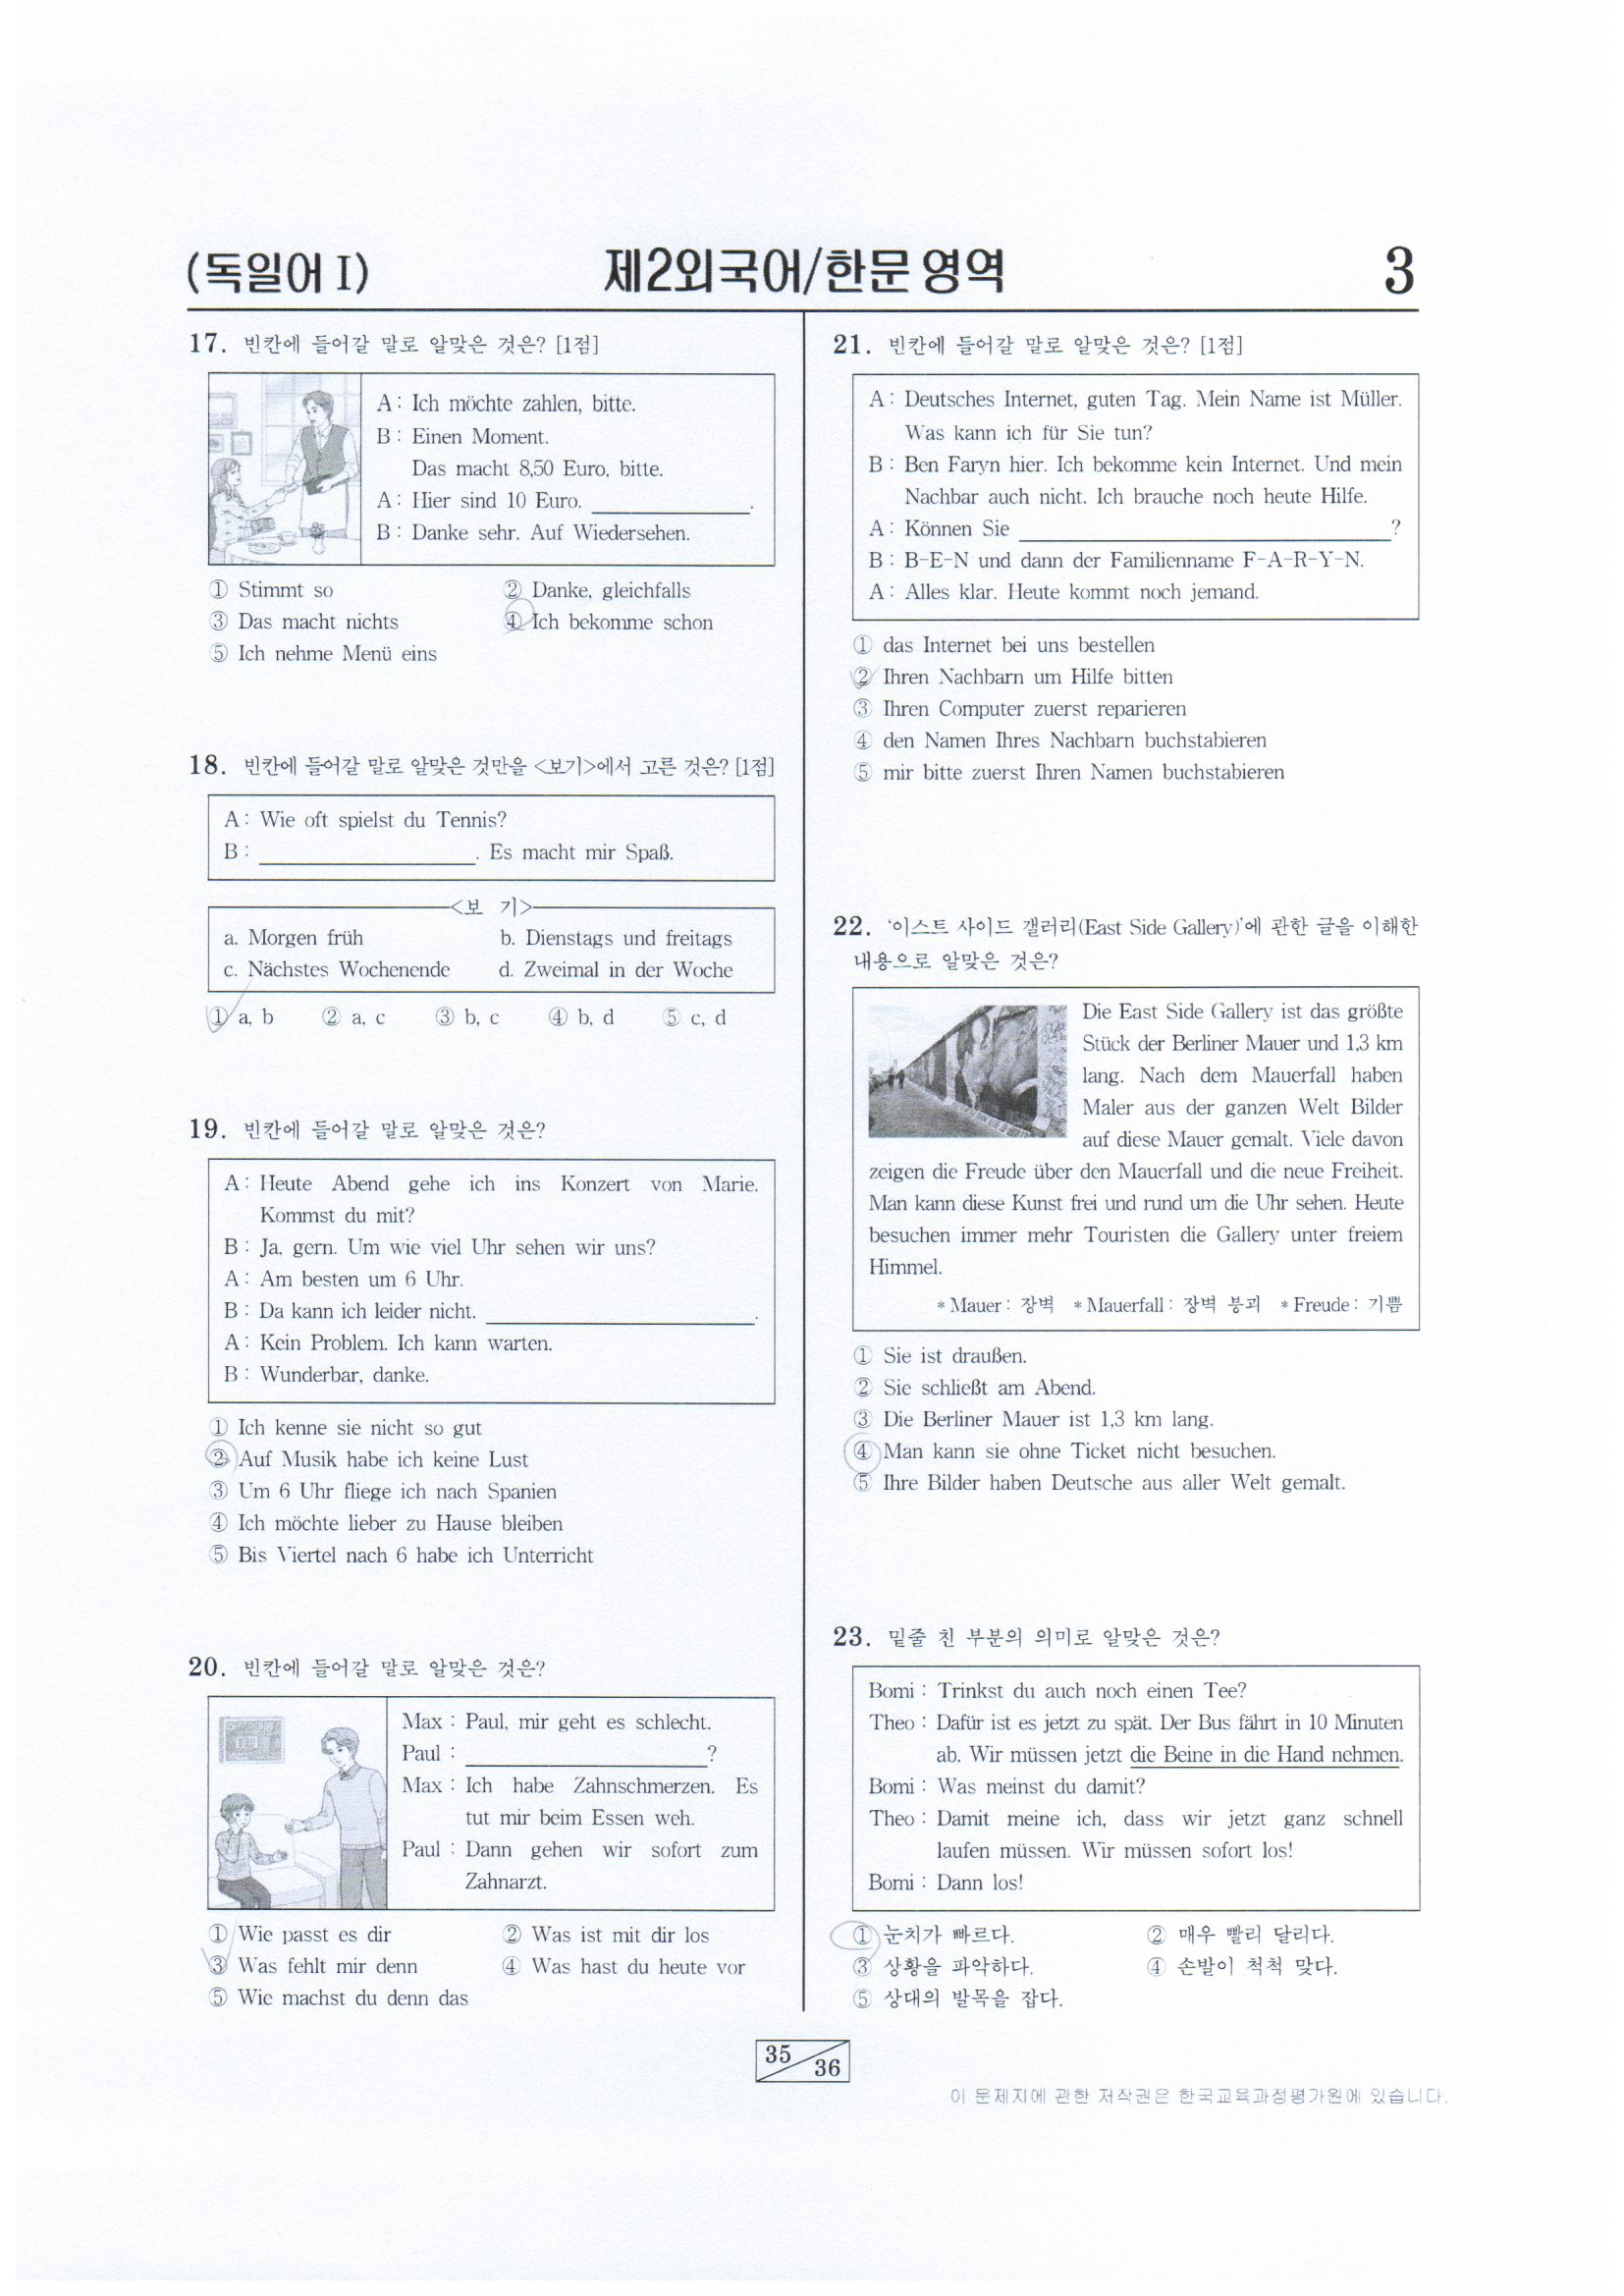 (독일어 I)
제2외국어/한문 영역
3
17. 빈칸에 들어갈 말로 알맞은 것은? [1점]
A : Ich möchte zahlen, bitte.
B : Einen Moment.
Das macht 8,50 Euro, bitte.
A : Hier sind 10 Euro. ____________.
B : Danke sehr. Auf Wiedersehen.
① Stimmt so ② Danke, gleichfalls
③ Das macht nichts ④ Ich bekomme schon
⑤ Ich nehme Menü eins
18. 빈칸에 들어갈 말로 알맞은 것만을 <보기>에서 고른 것은? [1점]
A : Wie oft spielst du Tennis?
B : ____________. Es macht mir Spaß.
<보 기>
a. Morgen früh b. Dienstags und freitags
c. Nächstes Wochenende d. Zweimal in der Woche
① a, b ② a, c ③ b, c ④ b, d ⑤ c, d
19. 빈칸에 들어갈 말로 알맞은 것은?
A : Heute Abend gehe ich ins Konzert von Marie.
Kommst du mit?
B : Ja, gern. Um wie viel Uhr sehen wir uns?
A : Am besten um 6 Uhr.
B : Da kann ich leider nicht. ____________.
A : Kein Problem. Ich kann warten.
B : Wunderbar, danke.
① Ich kenne sie nicht so gut
② Auf Musik habe ich keine Lust
③ Um 6 Uhr fliege ich nach Spanien
④ Ich möchte lieber zu Hause bleiben
⑤ Bis Viertel nach 6 habe ich Unterricht
20. 빈칸에 들어갈 말로 알맞은 것은?
Max : Paul, mir geht es schlecht.
Paul : ____________?
Max : Ich habe Zahnschmerzen. Es
tut mir beim Essen weh.
Paul : Dann gehen wir sofort zum
Zahnarzt.
① Wie passt es dir ② Was ist mit dir los
③ Was fehlt mir denn ④ Was hast du heute vor
⑤ Wie machst du denn das
21. 빈칸에 들어갈 말로 알맞은 것은? [1점]
A : Deutsches Internet, guten Tag. Mein Name ist Müller.
Was kann ich für Sie tun?
B : Ben Faryn hier. Ich bekomme kein Internet. Und mein
Nachbar auch nicht. Ich brauche noch heute Hilfe.
A : Können Sie ____________?
B : B-E-N und dann der Familienname F-A-R-Y-N.
A : Alles klar. Heute kommt noch jemand.
① das Internet bei uns bestellen
② Ihren Nachbarn um Hilfe bitten
③ Ihren Computer zuerst reparieren
④ den Namen Ihres Nachbarn buchstabieren
⑤ mir bitte zuerst Ihren Namen buchstabieren
22. ‘이스트 사이드 갤러리(East Side Gallery)’에 관한 글을 이해한
내용으로 알맞은 것은?
Die East Side Gallery ist das größte
Stück der Berliner Mauer und 1,3 km
lang. Nach dem Mauerfall haben
Maler aus der ganzen Welt Bilder
auf diese Mauer gemalt. Viele davon
zeigen die Freude über den Mauerfall und die neue Freiheit.
Man kann diese Kunst frei und rund um die Uhr sehen. Heute
besuchen immer mehr Touristen die Gallery unter freiem
Himmel.
* Mauer : 장벽 * Mauerfall : 장벽 붕괴 * Freude : 기쁨
① Sie ist draußen.
② Sie schließt am Abend.
③ Die Berliner Mauer ist 1,3 km lang.
④ Man kann sie ohne Ticket nicht besuchen.
⑤ Ihre Bilder haben Deutsche aus aller Welt gemalt.
23. 밑줄 친 부분의 의미로 알맞은 것은?
Bomi : Trinkst du auch noch einen Tee?
Theo : Dafür ist es jetzt zu spät. Der Bus fährt in 10 Minuten
ab. Wir müssen jetzt die Beine in die Hand nehmen.
Bomi : Was meinst du damit?
Theo : Damit meine ich, dass wir jetzt ganz schnell
laufen müssen. Wir müssen sofort los!
Bomi : Dann los!
① 눈치가 빠르다. ② 매우 빨리 달리다.
③ 상황을 파악하다. ④ 손발이 척척 맞다.
⑤ 상대의 발목을 잡다.
35
36
이 문제지에 관한 저작권은 한국교육과정평가원에 있습니다.